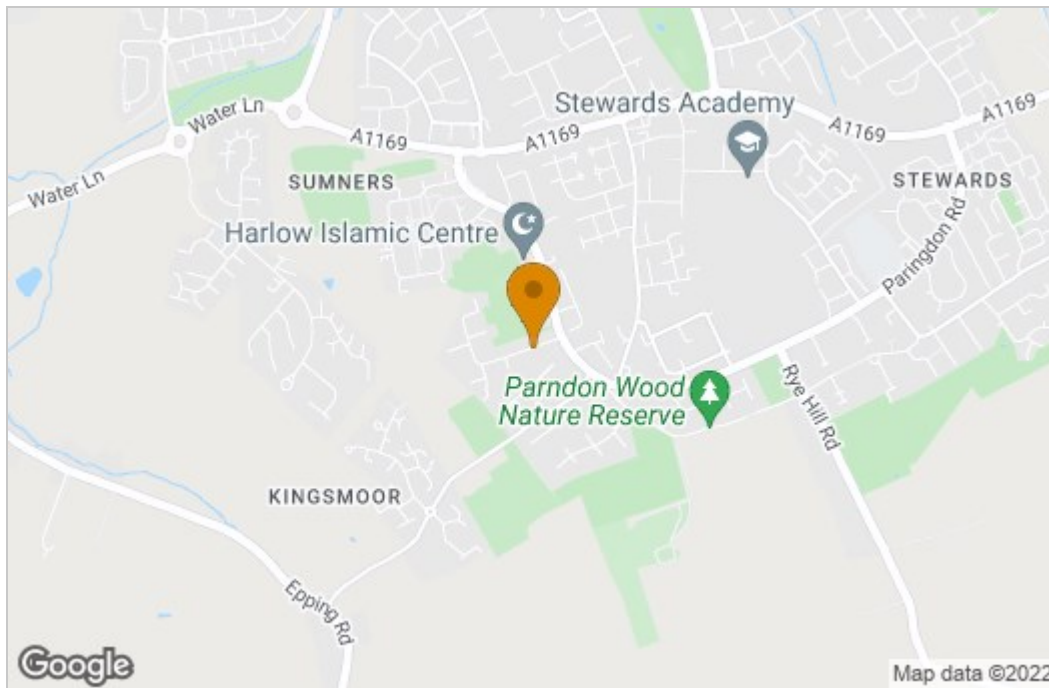 Stewards Academy
Water Ln
A1169
A1169
A1169
A1169
Water Ln
SUMNERS
STEWARDS
Harlow Islamic Centre
Paringdon Rd
Parndon Wood
Nature Reserve
Rye Hill Rd
KINGSMOOR
Epping Rd
Google
Map data ©2022